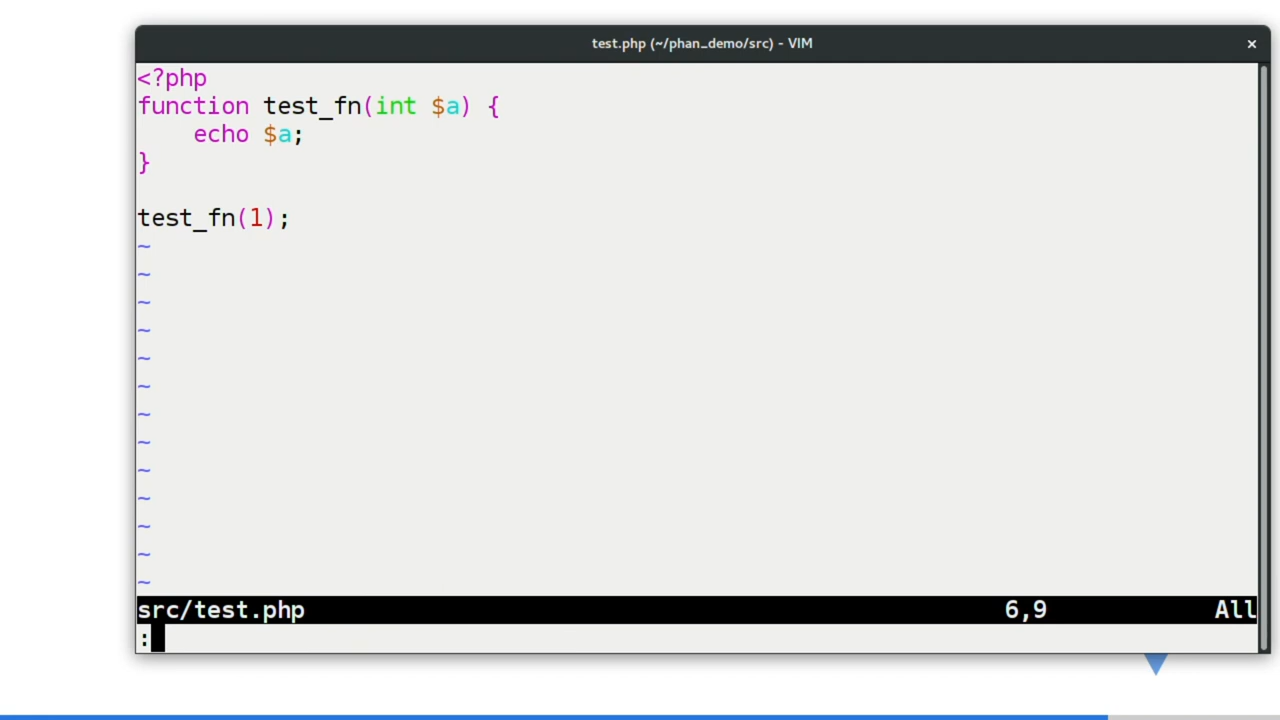 test.php (~/phan_demo/src) - VIM
×
<?php
function test_fn(int $a) {
    echo $a;
}

test_fn(1);
~
~
~
~
~
~
~
~
~
~
~
~
~
src/test.php 6,9 All
: